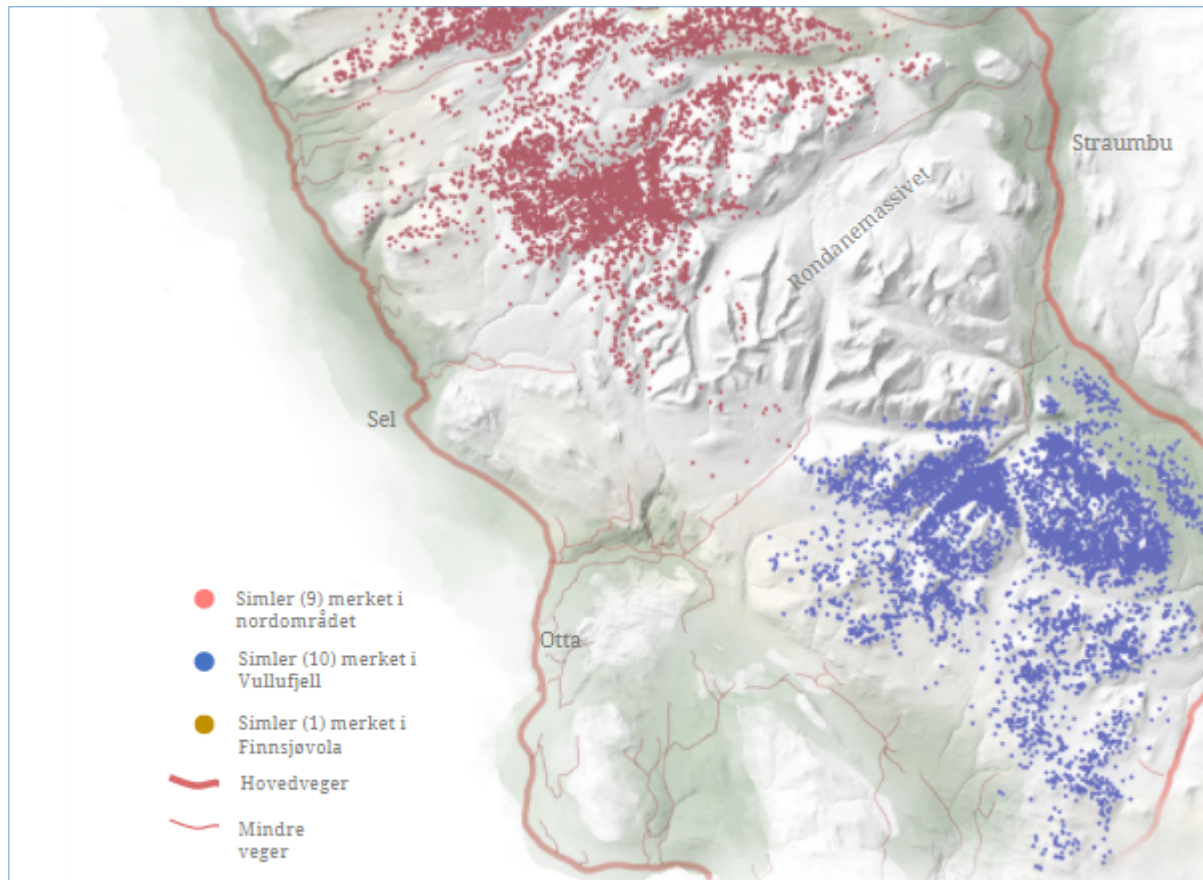 Straumbu
Rondanemassivet
Sel
Otta
Simler (9) merket i
nordområdet
Simler (10) merket i
Vullufjell
Simler (1) merket i
Finnsjøvola
Hovedveger
Mindre
veger